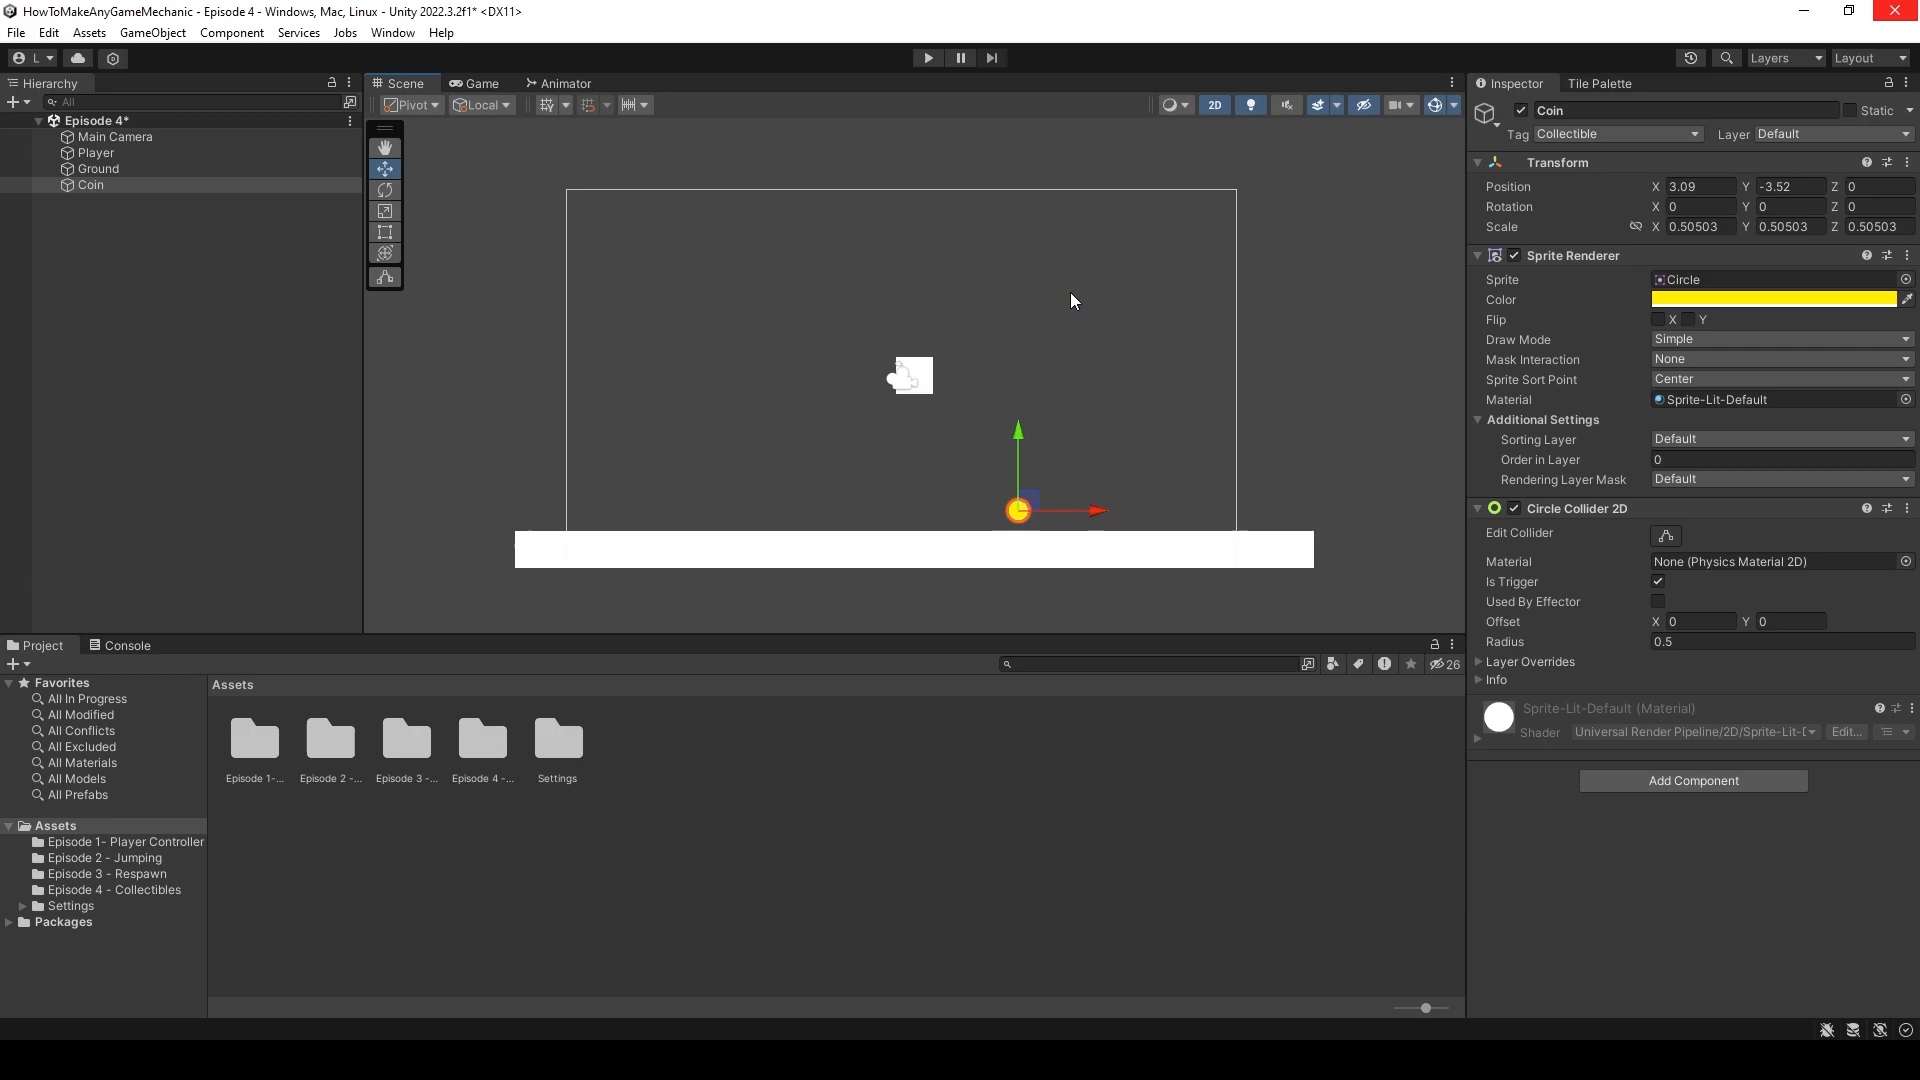 HowToMakeAnyGameMechanic - Episode 4 - Windows, Mac, Linux - Unity 2022.3.2f1* <DX11>
File Edit Assets GameObject Component Services Jobs Window Help
L
Layers Layout
Hierarchy
All
Episode 4*
Main Camera
Player
Ground
Coin
Scene Game Animator
Pivot Local 2D
Inspector Tile Palette
Coin Static
Tag Collectible Layer Default
Transform
Position X 3.09 Y -3.52 Z 0
Rotation X 0 Y 0 Z 0
Scale X 0.50503 Y 0.50503 Z 0.50503
Sprite Renderer
Sprite Circle
Color
Flip X Y
Draw Mode Simple
Mask Interaction None
Sprite Sort Point Center
Material Sprite-Lit-Default
Additional Settings
Sorting Layer Default
Order in Layer 0
Rendering Layer Mask Default
Circle Collider 2D
Edit Collider
Material None (Physics Material 2D)
Is Trigger
Used By Effector
Offset X 0 Y 0
Radius 0.5
Layer Overrides
Info
Sprite-Lit-Default (Material)
Shader Universal Render Pipeline/2D/Sprite-Lit-D Edit...
Add Component
Project Console
26
Favorites
All In Progress
All Modified
All Conflicts
All Excluded
All Materials
All Models
All Prefabs
Assets
Episode 1- Player Controller
Episode 2 - Jumping
Episode 3 - Respawn
Episode 4 - Collectibles
Settings
Packages
Assets
Episode 1-... Episode 2 -... Episode 3 -... Episode 4 -... Settings